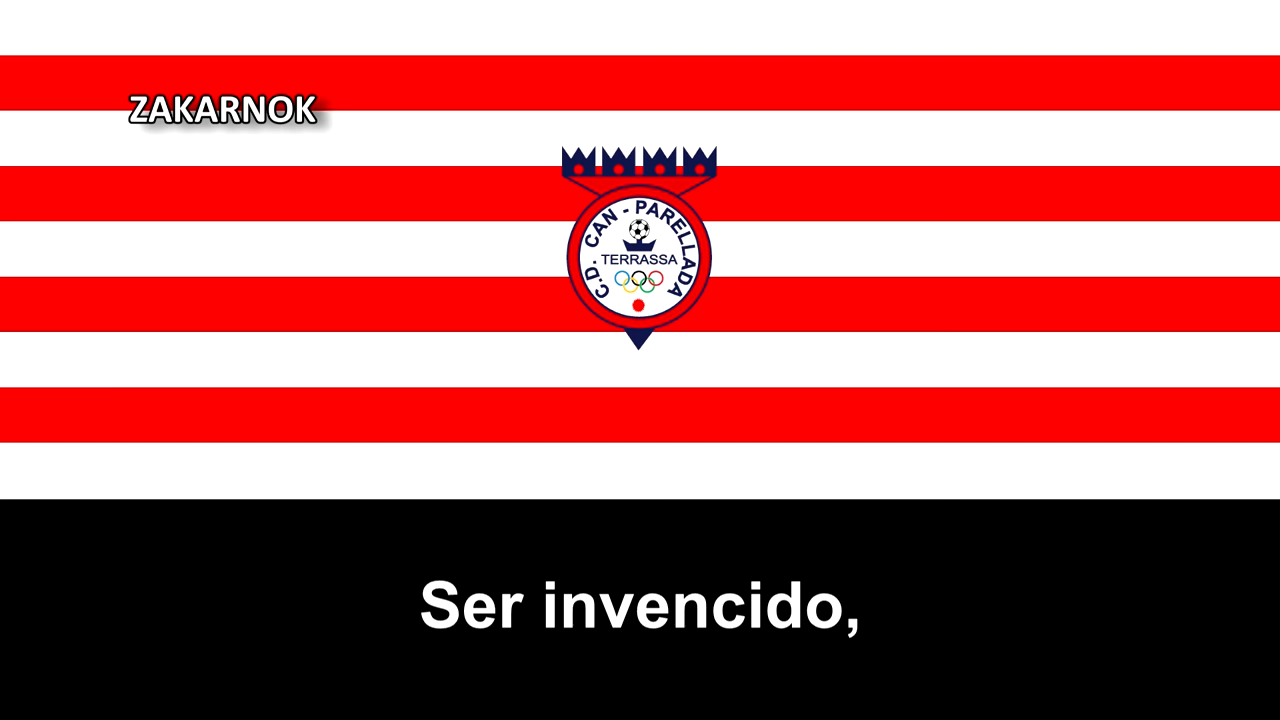 ZAKARNOK
C.D. CAN - PARELLADA
TERRASSA
Ser invencido,